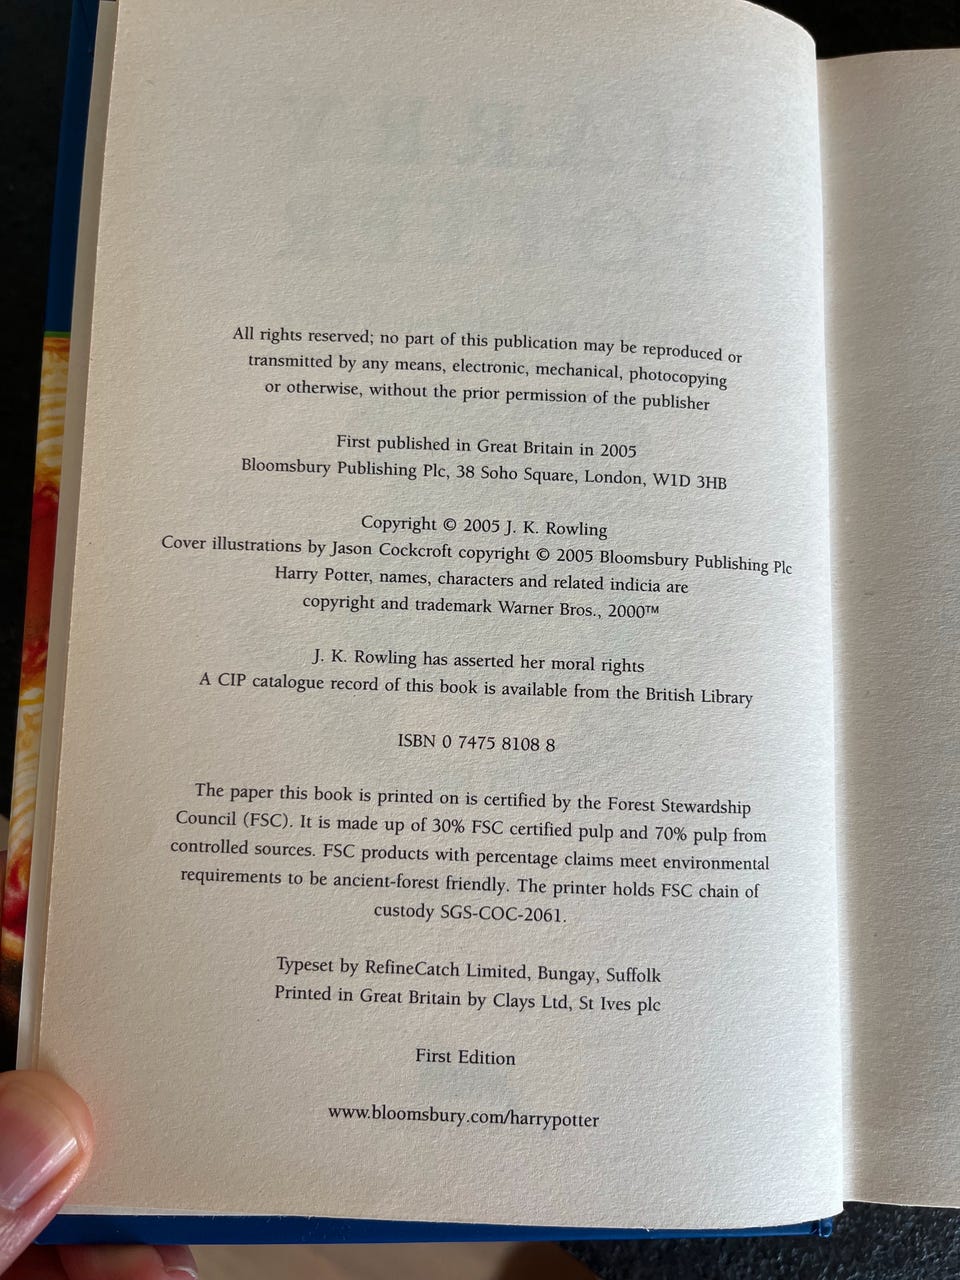 All rights reserved; no part of this publication may be reproduced or
transmitted by any means, electronic, mechanical, photocopying
or otherwise, without the prior permission of the publisher
First published in Great Britain in 2005
Bloomsbury Publishing Plc, 38 Soho Square, London, W1D 3HB
Copyright © 2005 J. K. Rowling
Cover illustrations by Jason Cockcroft copyright © 2005 Bloomsbury Publishing Plc
Harry Potter, names, characters and related indicia are
copyright and trademark Warner Bros., 2000™
J. K. Rowling has asserted her moral rights
A CIP catalogue record of this book is available from the British Library
ISBN 0 7475 8108 8
The paper this book is printed on is certified by the Forest Stewardship
Council (FSC). It is made up of 30% FSC certified pulp and 70% pulp from
controlled sources. FSC products with percentage claims meet environmental
requirements to be ancient-forest friendly. The printer holds FSC chain of
custody SGS-COC-2061.
Typeset by RefineCatch Limited, Bungay, Suffolk
Printed in Great Britain by Clays Ltd, St Ives plc
First Edition
www.bloomsbury.com/harrypotter